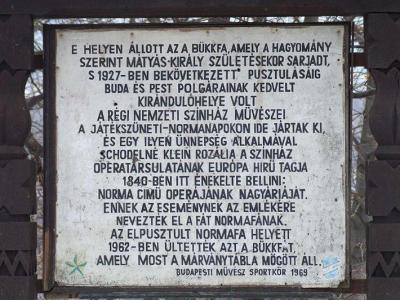 E HELYEN ÁLLOTT AZ A BÜKKFA, AMELY A HAGYOMÁNY
SZERINT MÁTYÁS-KIRÁLY SZÜLETÉSEKOR SARJADT,
S 1927-BEN BEKÖVETKEZETT PUSZTULÁSÁIG
BUDA ÉS PEST POLGÁRAINAK KEDVELT
KIRÁNDULÓHELYE VOLT
A RÉGI NEMZETI SZÍNHÁZ MŰVÉSZEI
A JÁTÉKSZÜNETI-NORMANAPOKON IDE JÁRTAK KI,
ÉS EGY ILYEN ÜNNEPSÉG ALKALMÁVAL
SCHODELNÉ KLEIN ROZÁLIA A SZÍNHÁZ
OPERATÁRSULATÁNAK EURÓPA HÍRŰ TAGJA
1840-BEN ITT ÉNEKELTE BELLINI:
NORMA CÍMŰ OPERÁJÁNAK NAGYÁRIÁJÁT.
ENNEK AZ ESEMÉNYNEK AZ EMLÉKÉRE
NEVEZTÉK EL A FÁT NORMAFÁNAK.
AZ ELPUSZTULT NORMAFA HELYETT
1962-BEN ÜLTETTÉK AZT A BÜKKFÁT,
AMELY MOST A MÁRVÁNYTÁBLA MÖGÖTT ÁLL.
BUDAPESTI MŰVÉSZ SPORTKÖR 1969